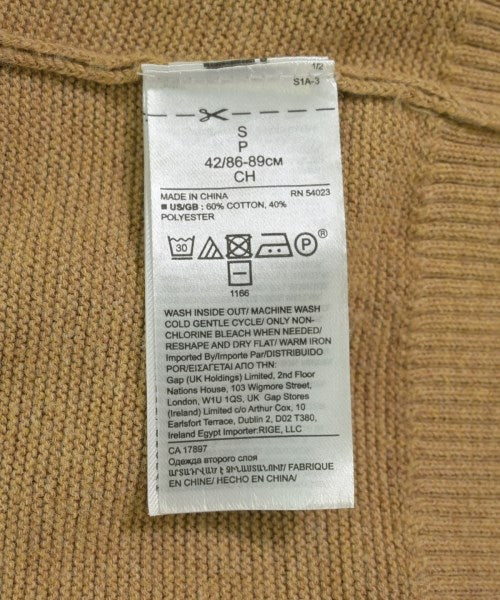 1/2
S1A-3
S
P
42/86-89CM
CH
MADE IN CHINA RN 54023
■ US/GB : 60% COTTON, 40%
POLYESTER
30 P ®
1166
WASH INSIDE OUT/ MACHINE WASH
COLD GENTLE CYCLE/ ONLY NON-
CHLORINE BLEACH WHEN NEEDED/
RESHAPE AND DRY FLAT/ WARM IRON
Imported By/Importe Par/DISTRIBUIDO
POR/ΕΙΣΑΓΕΤΑΙ ΑΠΟ ΤΗΝ:
Gap (UK Holdings) Limited, 2nd Floor
Nations House, 103 Wigmore Street,
London, W1U 1QS, UK Gap Stores
(Ireland) Limited c/o Arthur Cox, 10
Earlsfort Terrace, Dublin 2, D02 T380,
Ireland Egypt Importer:RIGE, LLC
CA 17897
Одежда второго слоя
ԱՐՏԱԴՐՎԱԾ Է ՉԻՆԱՍՏԱՆՈՒՄ/ FABRIQUE
EN CHINE/ HECHO EN CHINA/